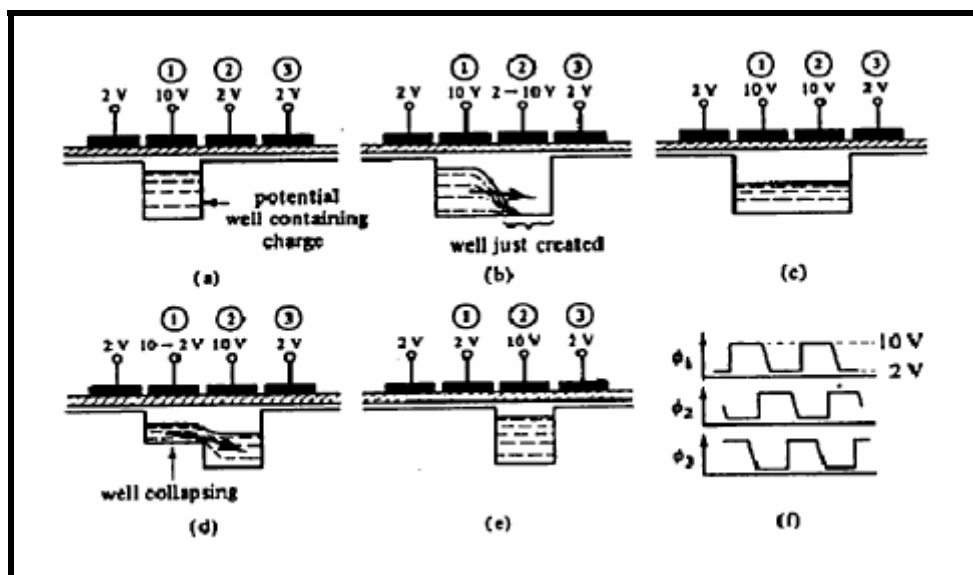 ① ② ③
2 V 10 V 2 V 2 V
potential
well containing
charge
(a)
① ② ③
2 V 10 V 2→10 V 2 V
well just created
(b)
① ② ③
2 V 10 V 10 V 2 V
(c)
① ② ③
2 V 10→2 V 10 V 2 V
well collapsing
(d)
① ② ③
2 V 2 V 10 V 2 V
(e)
ϕ1 10 V
2 V
ϕ2
ϕ3
(f)